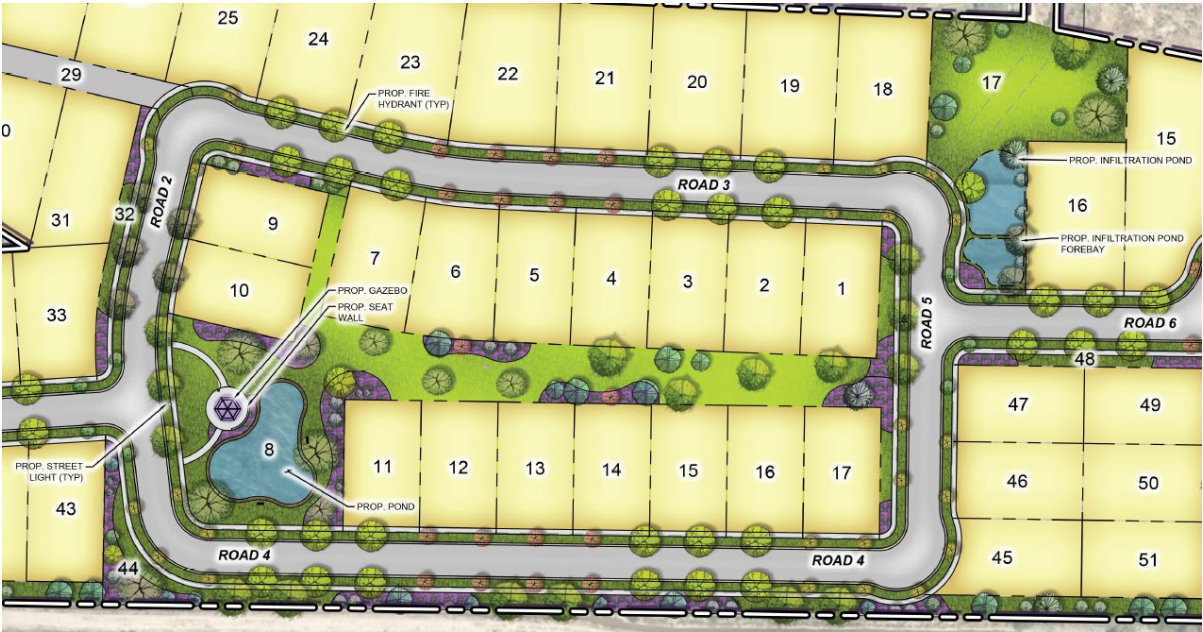 25
24
23
22
21
20
19
18
17
15
29
PROP. FIRE
HYDRANT (TYP)
0
31
32
33
ROAD 2
ROAD 3
PROP. INFILTRATION POND
16
PROP. INFILTRATION POND
FOREBAY
9
10
7
6
5
4
3
2
1
PROP. GAZEBO
PROP. SEAT
WALL
ROAD 5
ROAD 6
48
47
49
46
50
45
51
8
11
12
13
14
15
16
17
PROP. STREET
LIGHT (TYP)
PROP. POND
43
44
ROAD 4
ROAD 4